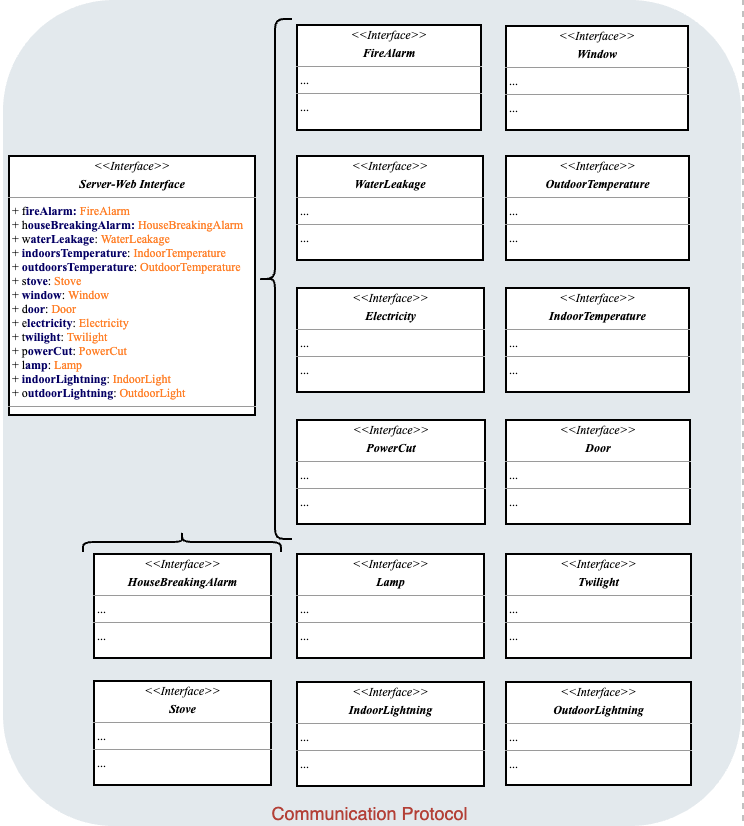 <<Interface>>
FireAlarm
...
...
<<Interface>>
Window
...
...
<<Interface>>
Server-Web Interface
+ fireAlarm: FireAlarm
+ houseBreakingAlarm: HouseBreakingAlarm
+ waterLeakage: WaterLeakage
+ indoorsTemperature: IndoorTemperature
+ outdoorsTemperature: OutdoorTemperature
+ stove: Stove
+ window: Window
+ door: Door
+ electricity: Electricity
+ twilight: Twilight
+ powerCut: PowerCut
+ lamp: Lamp
+ indoorLightning: IndoorLight
+ outdoorLightning: OutdoorLight
<<Interface>>
WaterLeakage
...
...
<<Interface>>
OutdoorTemperature
...
...
<<Interface>>
Electricity
...
...
<<Interface>>
IndoorTemperature
...
...
<<Interface>>
PowerCut
...
...
<<Interface>>
Door
...
...
<<Interface>>
HouseBreakingAlarm
...
...
<<Interface>>
Lamp
...
...
<<Interface>>
Twilight
...
...
<<Interface>>
Stove
...
...
<<Interface>>
IndoorLightning
...
...
<<Interface>>
OutdoorLightning
...
...
Communication Protocol